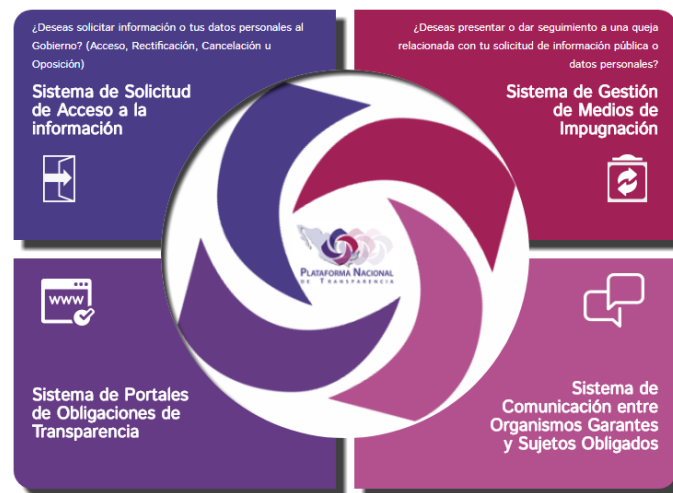 ¿Deseas solicitar información o tus datos personales al
Gobierno? (Acceso, Rectificación, Cancelación u
Oposición)
Sistema de Solicitud
de Acceso a la
información
¿Deseas presentar o dar seguimiento a una queja
relacionada con tu solicitud de información pública o
datos personales?
Sistema de Gestión
de Medios de
Impugnación
PLATAFORMA NACIONAL
DE TRANSPARENCIA
www
Sistema de Portales
de Obligaciones de
Transparencia
Sistema de
Comunicación entre
Organismos Garantes
y Sujetos Obligados